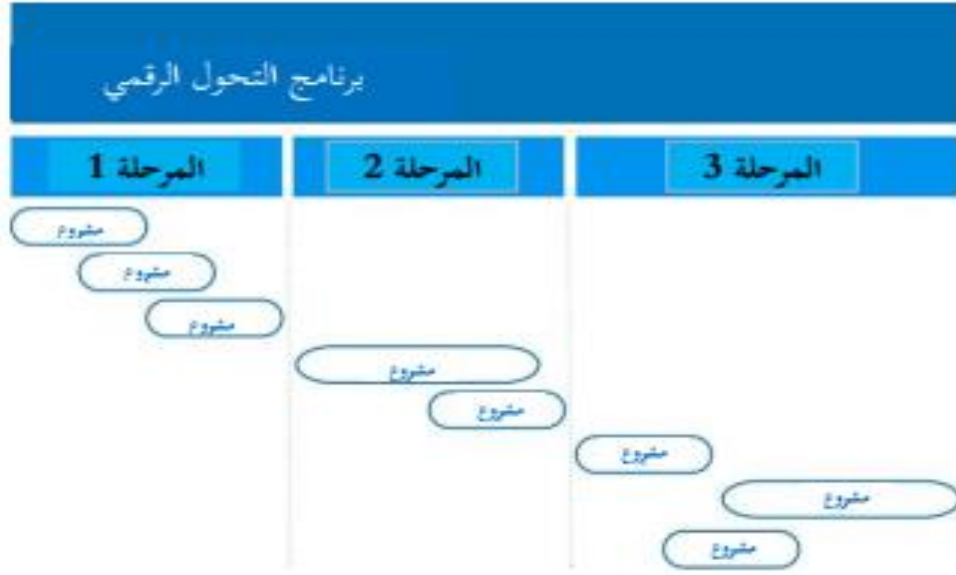 برنامج التحول الرقمي
المرحلة 1
المرحلة 2
المرحلة 3
مشروع
مشروع
مشروع
مشروع
مشروع
مشروع
مشروع
مشروع